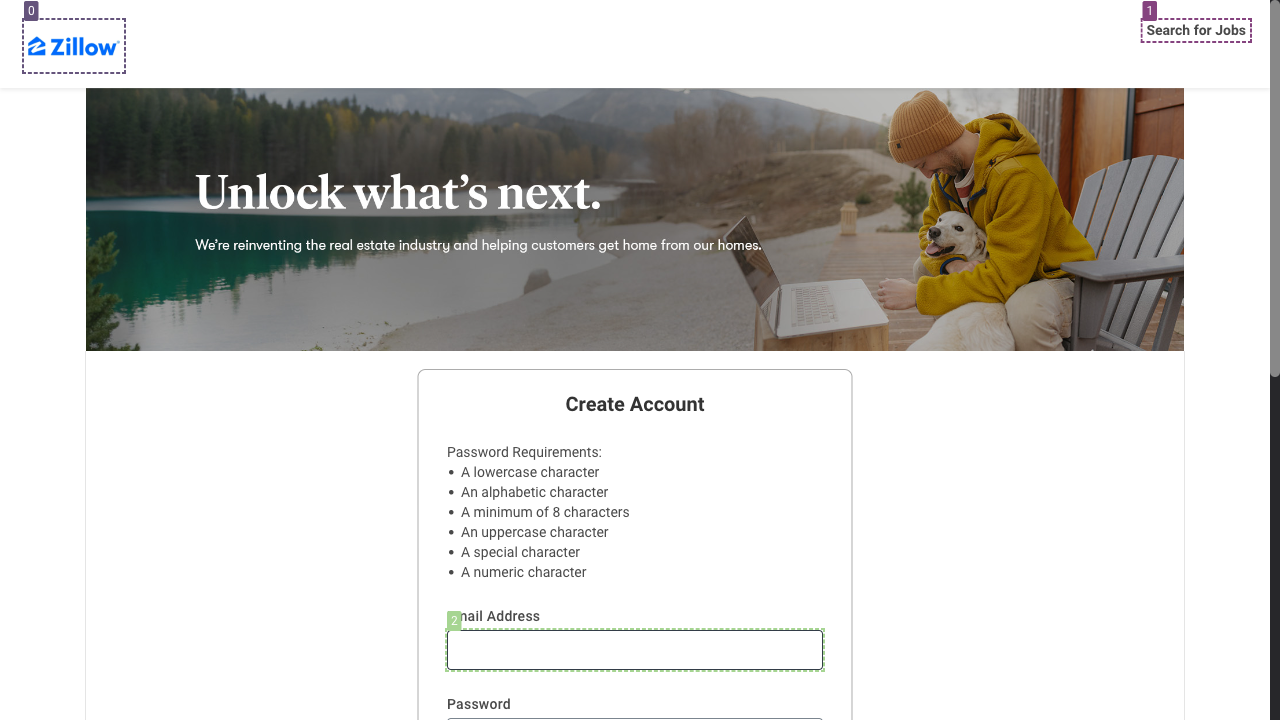 0
Zillow
1
Search for Jobs
Unlock what's next.
We're reinventing the real estate industry and helping customers get home from our homes.
Create Account
Password Requirements:
• A lowercase character
• An alphabetic character
• A minimum of 8 characters
• An uppercase character
• A special character
• A numeric character
2
mail Address
Password